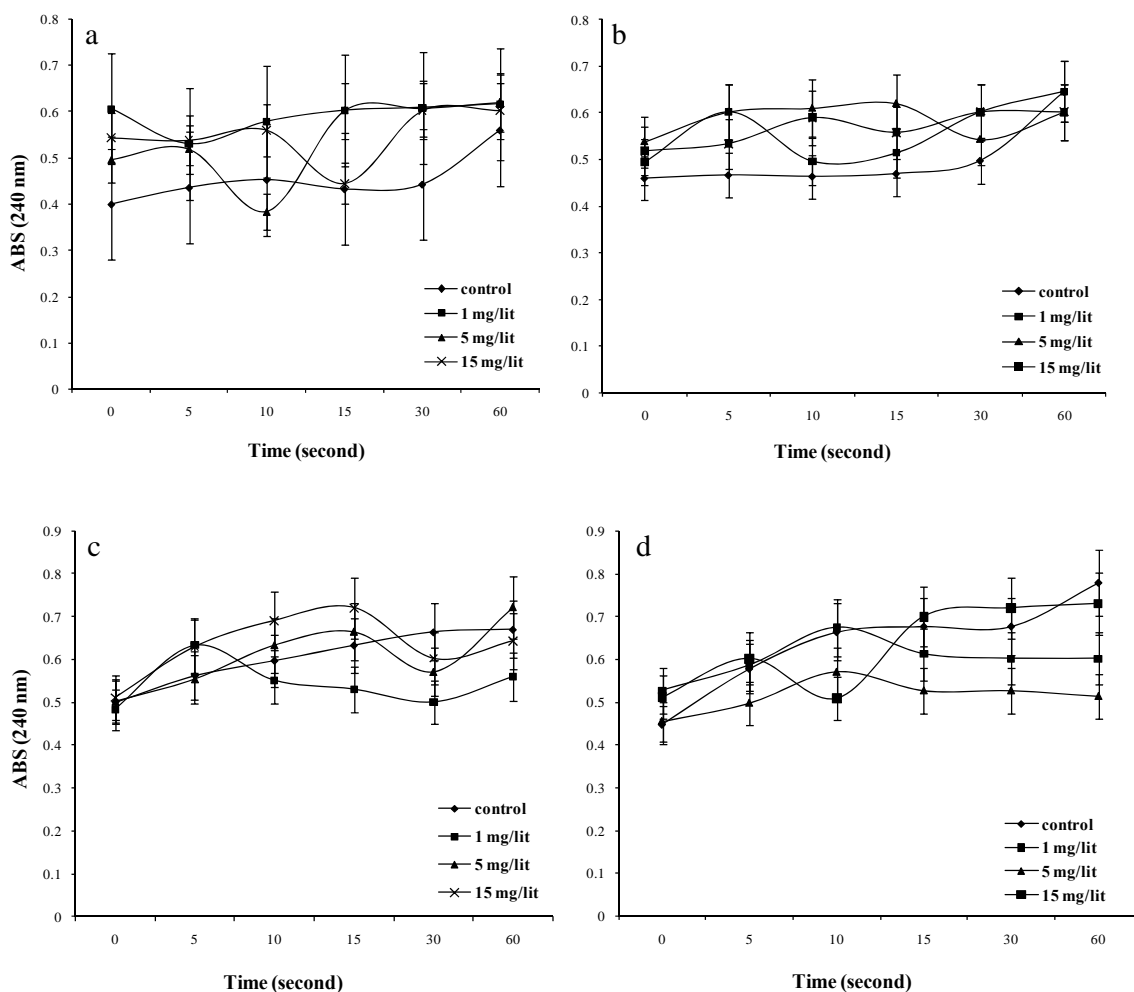 a
0.8
0.7
0.6
0.5
0.4
0.3
0.2
0.1
0
ABS (240 nm)
control
1 mg/lit
5 mg/lit
15 mg/lit
0 5 10 15 30 60
Time (second)
b
0.8
0.7
0.6
0.5
0.4
0.3
0.2
0.1
0
control
1 mg/lit
5 mg/lit
15 mg/lit
0 5 10 15 30 60
Time (second)
c
0.9
0.8
0.7
0.6
0.5
0.4
0.3
0.2
0.1
0
ABS (240 nm)
control
1 mg/lit
5 mg/lit
15 mg/lit
0 5 10 15 30 60
Time (second)
d
0.9
0.8
0.7
0.6
0.5
0.4
0.3
0.2
0.1
0
control
1 mg/lit
5 mg/lit
15 mg/lit
0 5 10 15 30 60
Time (second)